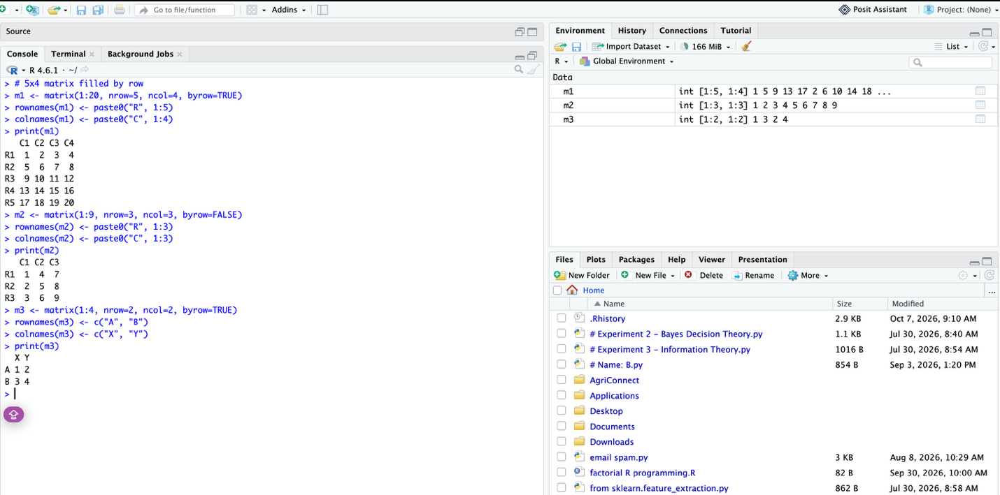 Go to file/function
Addins
Posit Assistant
Project: (None)
Source
Console Terminal Background Jobs
R 4.6.1 · ~/
> # 5x4 matrix filled by row
> m1 <- matrix(1:20, nrow=5, ncol=4, byrow=TRUE)
> rownames(m1) <- paste0("R", 1:5)
> colnames(m1) <- paste0("C", 1:4)
> print(m1)
   C1 C2 C3 C4
R1  1  2  3  4
R2  5  6  7  8
R3  9 10 11 12
R4 13 14 15 16
R5 17 18 19 20
> m2 <- matrix(1:9, nrow=3, ncol=3, byrow=FALSE)
> rownames(m2) <- paste0("R", 1:3)
> colnames(m2) <- paste0("C", 1:3)
> print(m2)
   C1 C2 C3
R1  1  4  7
R2  2  5  8
R3  3  6  9
> m3 <- matrix(1:4, nrow=2, ncol=2, byrow=TRUE)
> rownames(m3) <- c("A", "B")
> colnames(m3) <- c("X", "Y")
> print(m3)
  X Y
A 1 2
B 3 4
>
Environment History Connections Tutorial
Import Dataset 166 MiB List
R Global Environment
Data
m1 int [1:5, 1:4] 1 5 9 13 17 2 6 10 14 18 ...
m2 int [1:3, 1:3] 1 2 3 4 5 6 7 8 9
m3 int [1:2, 1:2] 1 3 2 4
Files Plots Packages Help Viewer Presentation
New Folder New File Delete Rename More
Home ...
Name Size Modified
.Rhistory 2.9 KB Oct 7, 2026, 9:10 AM
# Experiment 2 - Bayes Decision Theory.py 1.1 KB Jul 30, 2026, 8:40 AM
# Experiment 3 - Information Theory.py 1016 B Jul 30, 2026, 8:54 AM
# Name: B.py 854 B Sep 3, 2026, 1:20 PM
AgriConnect
Applications
Desktop
Documents
Downloads
email spam.py 3 KB Aug 8, 2026, 10:29 AM
factorial R programming.R 82 B Sep 30, 2026, 10:00 AM
from sklearn.feature_extraction.py 862 B Jul 30, 2026, 8:58 AM